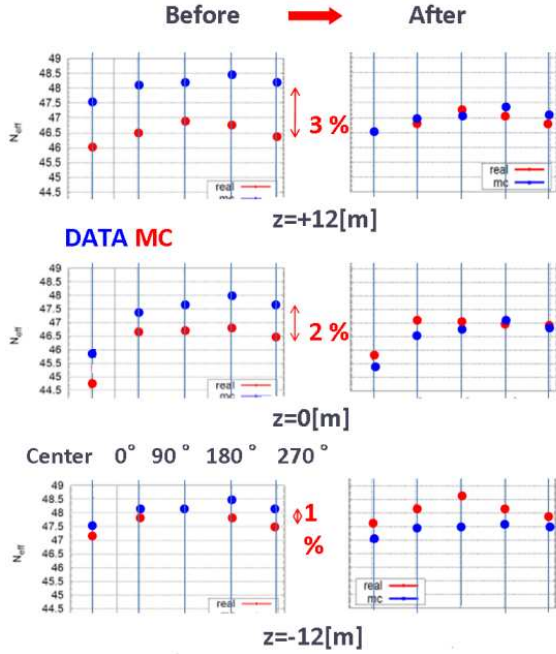 Before After
49
48.5
48
47.5
47
46.5
46
45.5
45
44.5
N_eff
3 %
real
mc
real
mc
z=+12[m]
DATA MC
49
48.5
48
47.5
47
46.5
46
45.5
45
44.5
N_eff
2 %
real
mc
z=0[m]
Center 0° 90° 180° 270°
49
48.5
48
47.5
47
46.5
46
45.5
45
44.5
N_eff
1
%
real
real
mc
z=-12[m]